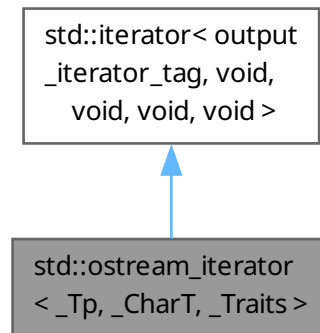 std::iterator< output
_iterator_tag, void,
void, void, void >
std::ostream_iterator
< _Tp, _CharT, _Traits >